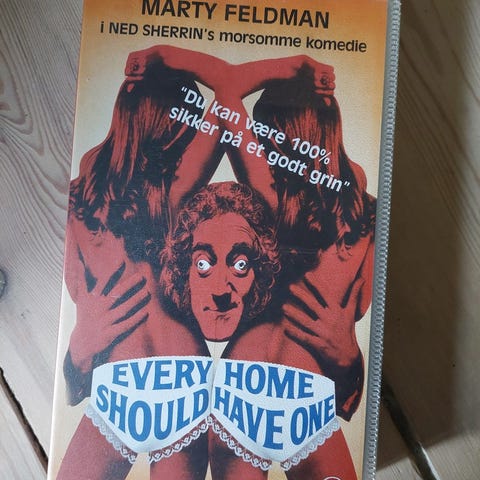 MARTY FELDMAN
i NED SHERRIN's morsomme komedie
"Du kan være 100%
sikker på et godt grin"
EVERY HOME
SHOULD HAVE ONE